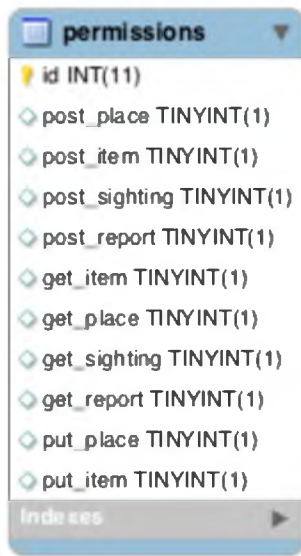 permissions
id INT(11)
post_place TINYINT(1)
post_item TINYINT(1)
post_sighting TINYINT(1)
post_report TINYINT(1)
get_item TINYINT(1)
get_place TINYINT(1)
get_sighting TINYINT(1)
get_report TINYINT(1)
put_place TINYINT(1)
put_item TINYINT(1)
Indexes